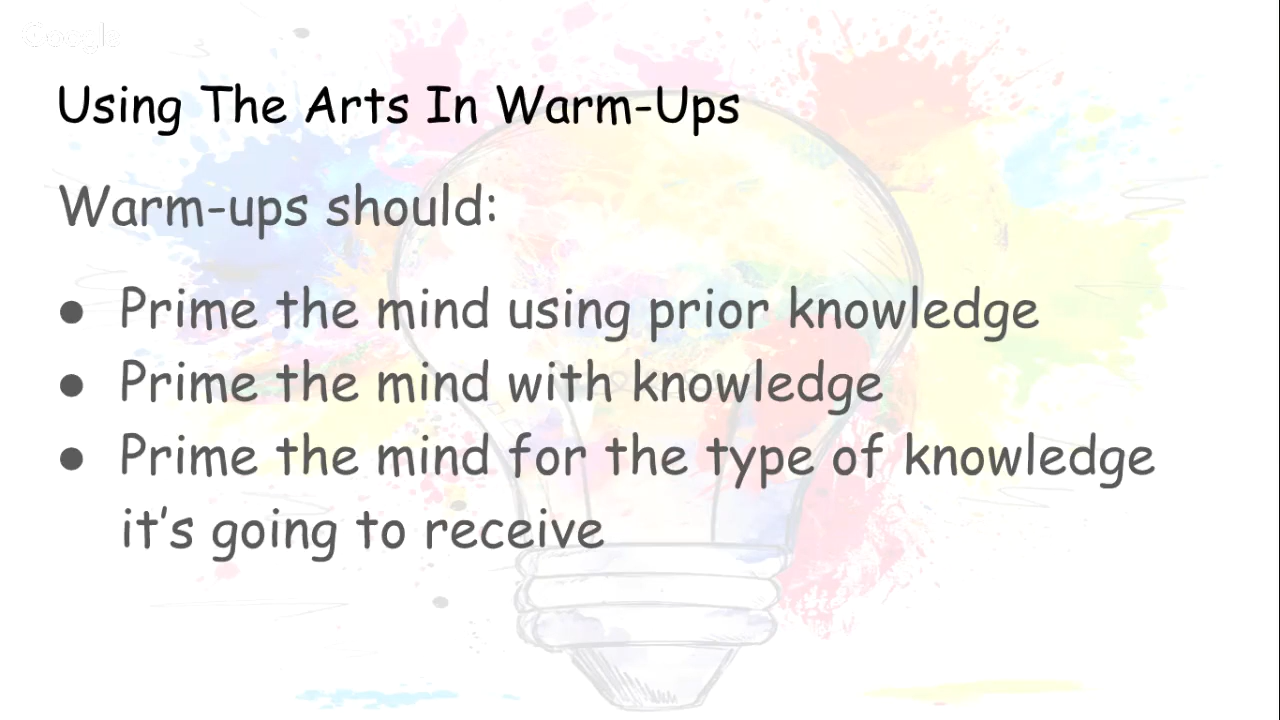 Google
Using The Arts In Warm-Ups
Warm-ups should:
● Prime the mind using prior knowledge
● Prime the mind with knowledge
● Prime the mind for the type of knowledge
it's going to receive